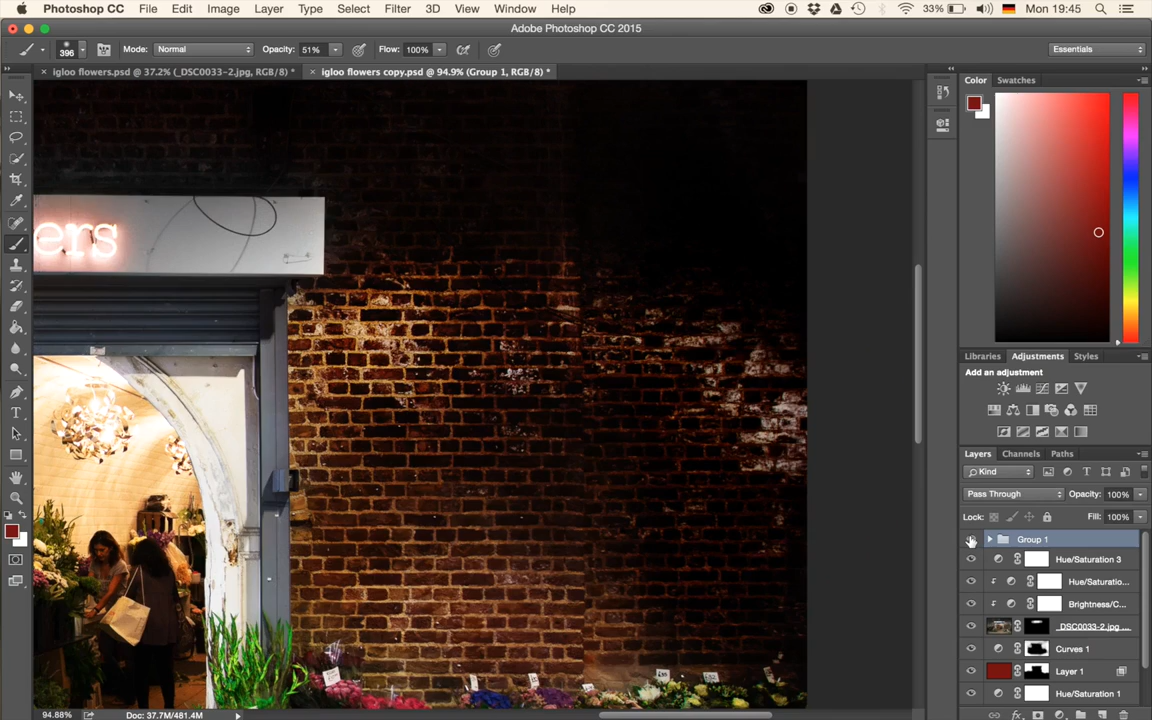 Photoshop CC File Edit Image Layer Type Select Filter 3D View Window Help 33% Mon 19:45
Adobe Photoshop CC 2015
396 Mode: Normal Opacity: 51% Flow: 100% Essentials
× igloo flowers.psd @ 37.2% (_DSC0033-2.jpg, RGB/8) * × igloo flowers copy.psd @ 94.9% (Group 1, RGB/8) *
Color Swatches
ers
Libraries Adjustments Styles
Add an adjustment
Layers Channels Paths
Kind
Pass Through Opacity: 100%
Lock: Fill: 100%
Group 1
Hue/Saturation 3
Hue/Saturatio...
Brightness/C...
_DSC0033-2.jpg ...
Curves 1
Layer 1
Hue/Saturation 1
94.88% Doc: 37.7M/481.4M